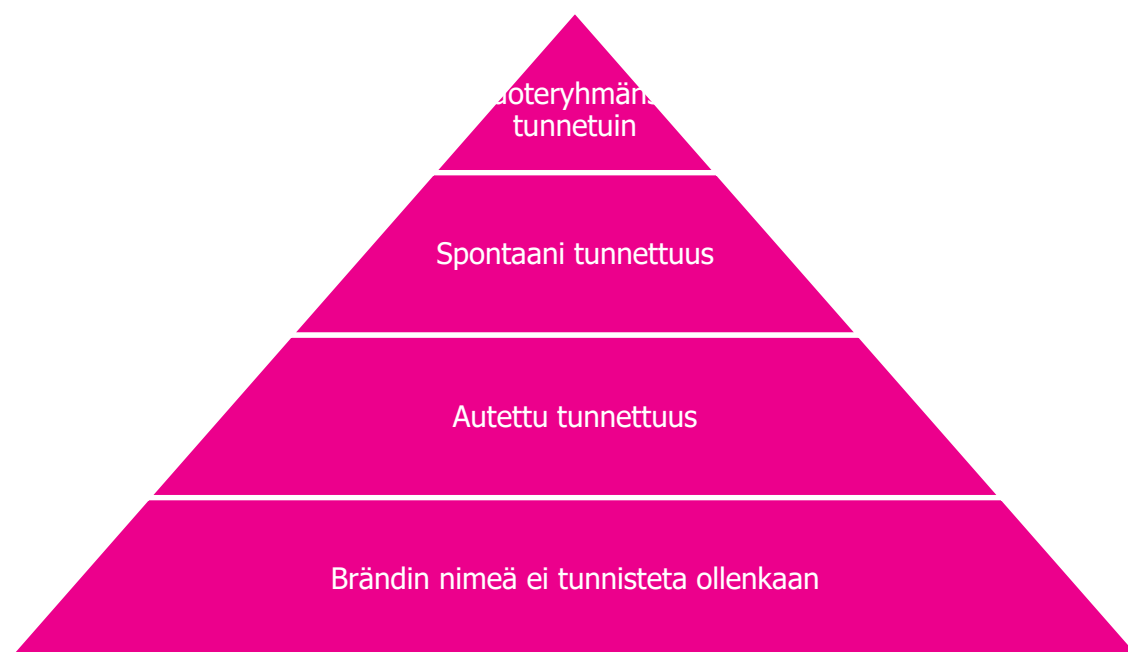 tunnetuin
Spontaani tunnettuus
Autettu tunnettuus
Brändin nimeä ei tunnisteta ollenkaan